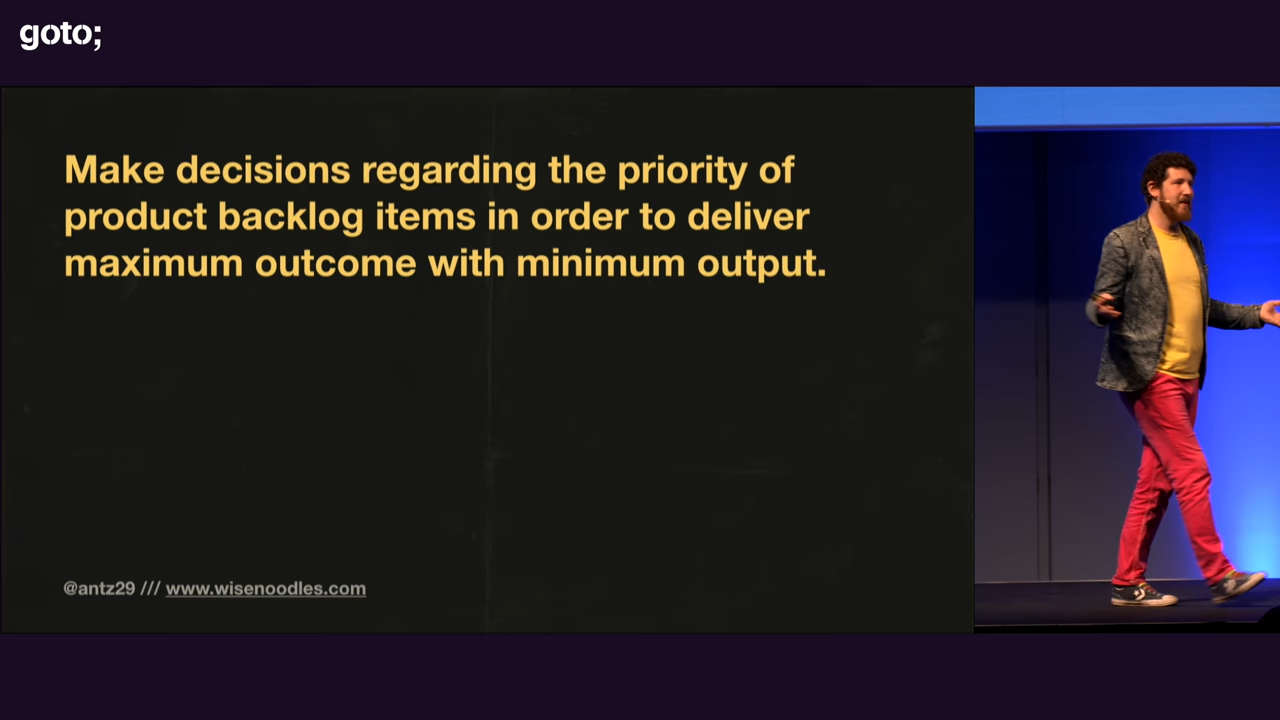 goto;
Make decisions regarding the priority of
product backlog items in order to deliver
maximum outcome with minimum output.
@antz29 /// www.wisenoodles.com